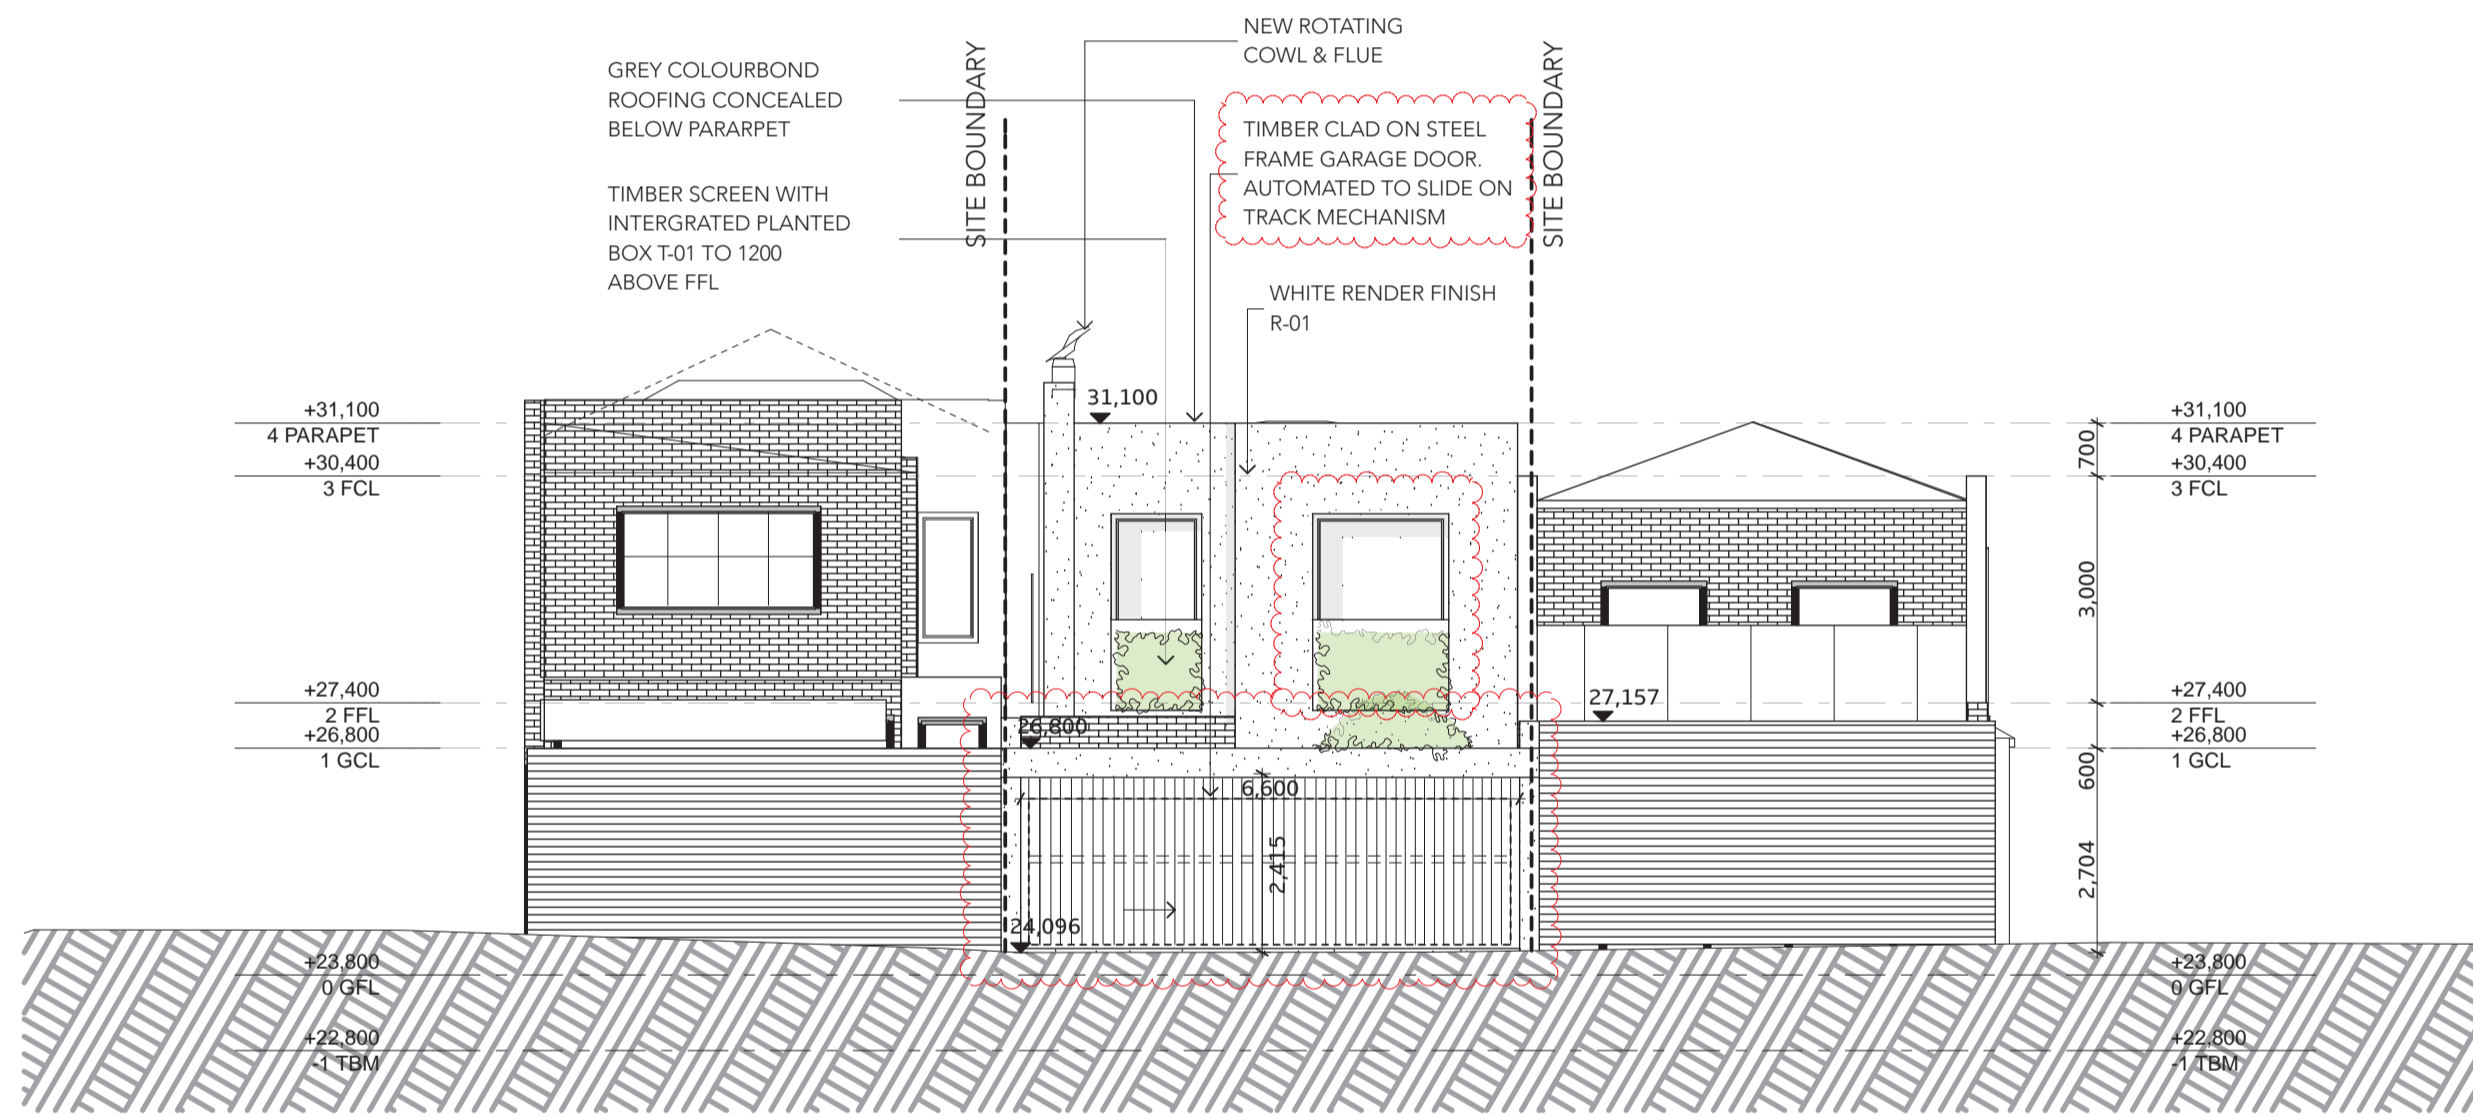 NEW ROTATING
COWL & FLUE
GREY COLOURBOND
ROOFING CONCEALED
BELOW PARARPET
SITE BOUNDARY
TIMBER CLAD ON STEEL
FRAME GARAGE DOOR.
AUTOMATED TO SLIDE ON
TRACK MECHANISM
SITE BOUNDARY
TIMBER SCREEN WITH
INTERGRATED PLANTED
BOX T-01 TO 1200
ABOVE FFL
WHITE RENDER FINISH
R-01
+31,100
4 PARAPET
+30,400
3 FCL
+27,400
2 FFL
+26,800
1 GCL
+23,800
0 GFL
+22,800
-1 TBM
31,100
26,800
6,600
2,415
24,096
27,157
700
3,000
600
2,704
+31,100
4 PARAPET
+30,400
3 FCL
+27,400
2 FFL
+26,800
1 GCL
+23,800
0 GFL
+22,800
-1 TBM